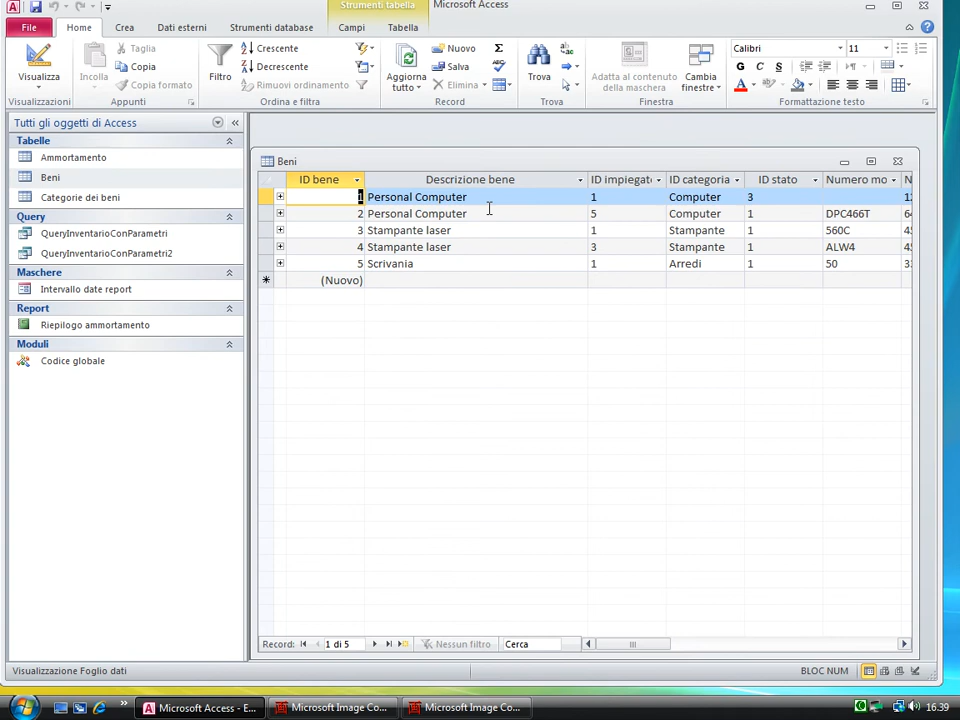 Strumenti tabella
Microsoft Access
File
Home
Crea
Dati esterni
Strumenti database
Campi
Tabella
Visualizza
Visualizzazioni
Incolla
Taglia
Copia
Copia formato
Appunti
Filtro
Crescente
Decrescente
Rimuovi ordinamento
Ordina e filtra
Aggiorna tutto
Nuovo
Salva
Elimina
Record
Trova
Trova
Adatta al contenuto della maschera
Cambia finestre
Finestra
Calibri
11
G C S
Formattazione testo
Tutti gli oggetti di Access
Tabelle
Ammortamento
Beni
Categorie dei beni
Query
QueryInventarioConParametri
QueryInventarioConParametri2
Maschere
Intervallo date report
Report
Riepilogo ammortamento
Moduli
Codice globale
Beni
ID bene Descrizione bene ID impiegat ID categoria ID stato Numero mo N
1 Personal Computer 1 Computer 3 12
2 Personal Computer 5 Computer 1 DPC466T 64
3 Stampante laser 1 Stampante 1 560C 45
4 Stampante laser 3 Stampante 1 ALW4 45
5 Scrivania 1 Arredi 1 50 33
(Nuovo)
Record: 1 di 5 Nessun filtro Cerca
Visualizzazione Foglio dati
BLOC NUM
Microsoft Access - E...
Microsoft Image Co...
Microsoft Image Co...
16.39